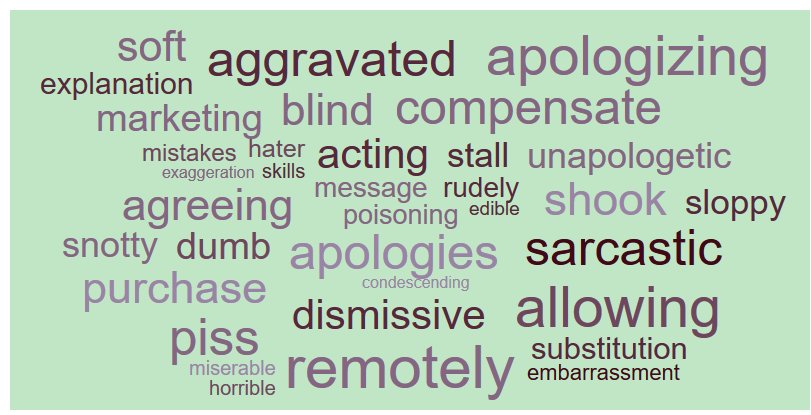 soft aggravated apologizing
explanation
marketing blind compensate
mistakes hater acting stall unapologetic
exaggeration skills
message rudely
agreeing poisoning edible shook sloppy
snotty dumb apologies sarcastic
condescending
purchase
dismissive allowing
piss
substitution
miserable remotely embarrassment
horrible